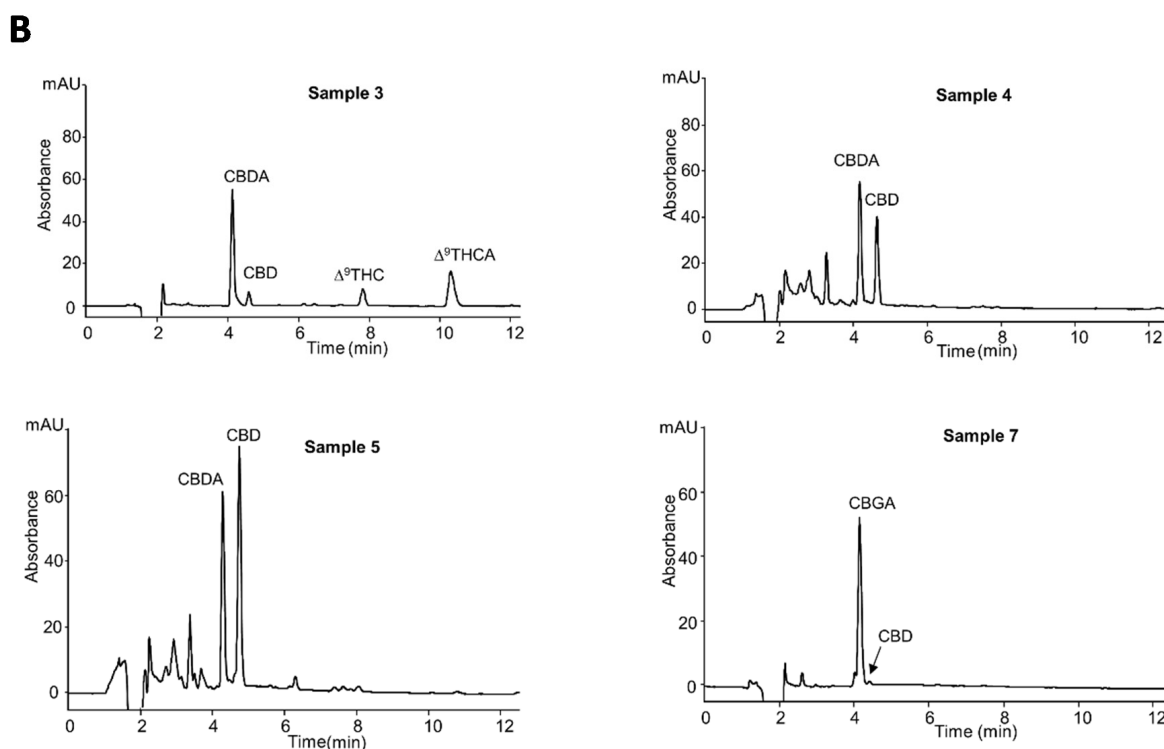 B
mAU
Sample 3
80
60
40
20
0
Absorbance
CBDA
CBD
Δ⁹THC
Δ⁹THCA
0 2 4 6 8 10 12
Time (min)
mAU
Sample 4
80
60
40
20
0
Absorbance
CBDA
CBD
0 2 4 6 8 10 12
Time (min)
mAU
Sample 5
60
40
20
0
Absorbance
CBD
CBDA
0 2 4 6 8 10 12
Time(min)
mAU
Sample 7
60
40
20
0
Absorbance
CBGA
CBD
0 2 4 6 8 10 12
Time (min)